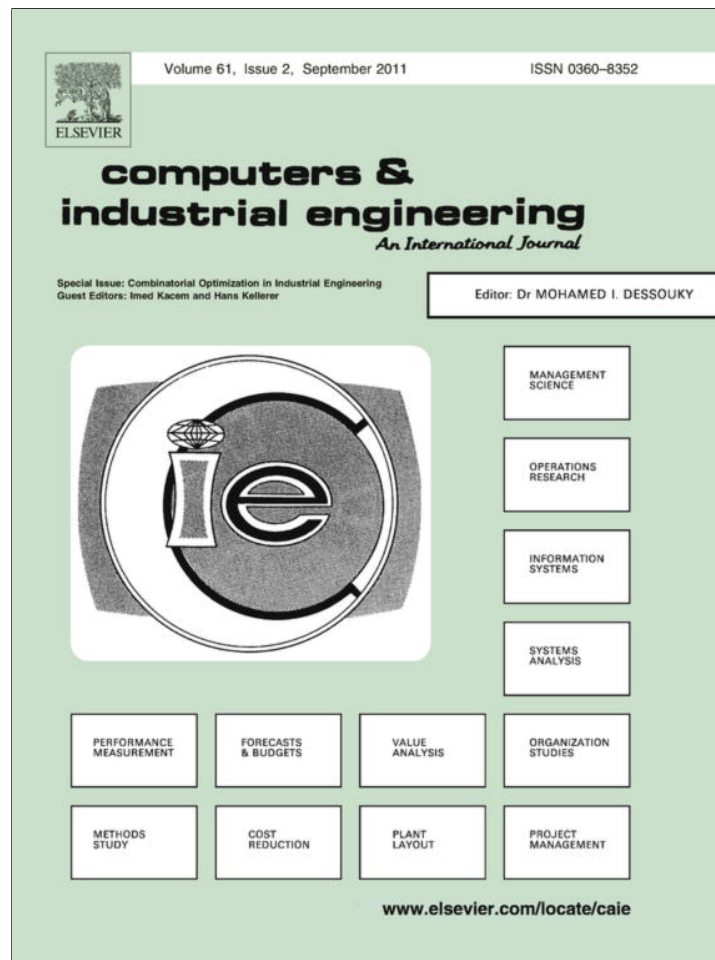 Volume 61, Issue 2, September 2011
ISSN 0360–8352
ELSEVIER
computers &
industrial engineering
An International Journal
Special Issue: Combinatorial Optimization in Industrial Engineering
Guest Editors: Imed Kacem and Hans Kellerer
Editor: Dr MOHAMED I. DESSOUKY
ie
MANAGEMENT
SCIENCE
OPERATIONS
RESEARCH
INFORMATION
SYSTEMS
SYSTEMS
ANALYSIS
PERFORMANCE
MEASUREMENT
FORECASTS
& BUDGETS
VALUE
ANALYSIS
ORGANIZATION
STUDIES
METHODS
STUDY
COST
REDUCTION
PLANT
LAYOUT
PROJECT
MANAGEMENT
www.elsevier.com/locate/caie